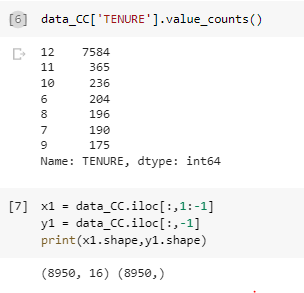 [6] data_CC['TENURE'].value_counts()
12    7584
11     365
10     236
6      204
8      196
7      190
9      175
Name: TENURE, dtype: int64
[7] x1 = data_CC.iloc[:,1:-1]
y1 = data_CC.iloc[:,-1]
print(x1.shape,y1.shape)
(8950, 16) (8950,)